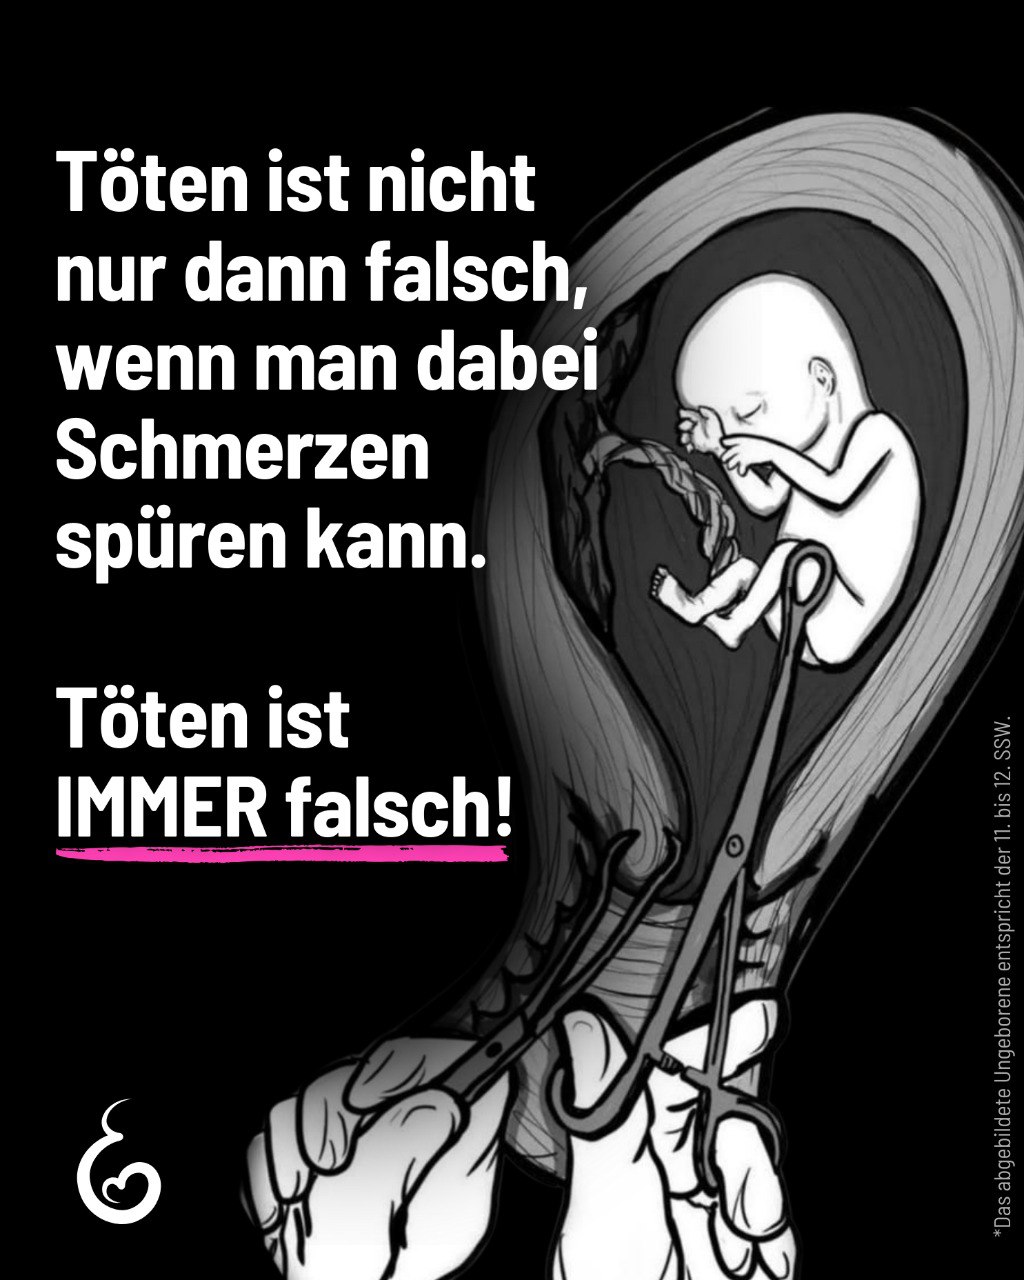 Töten ist nicht
nur dann falsch,
wenn man dabei
Schmerzen
spüren kann.
Töten ist
IMMER falsch!
*Das abgebildete Ungeborene entspricht der 11. bis 12. SSW.